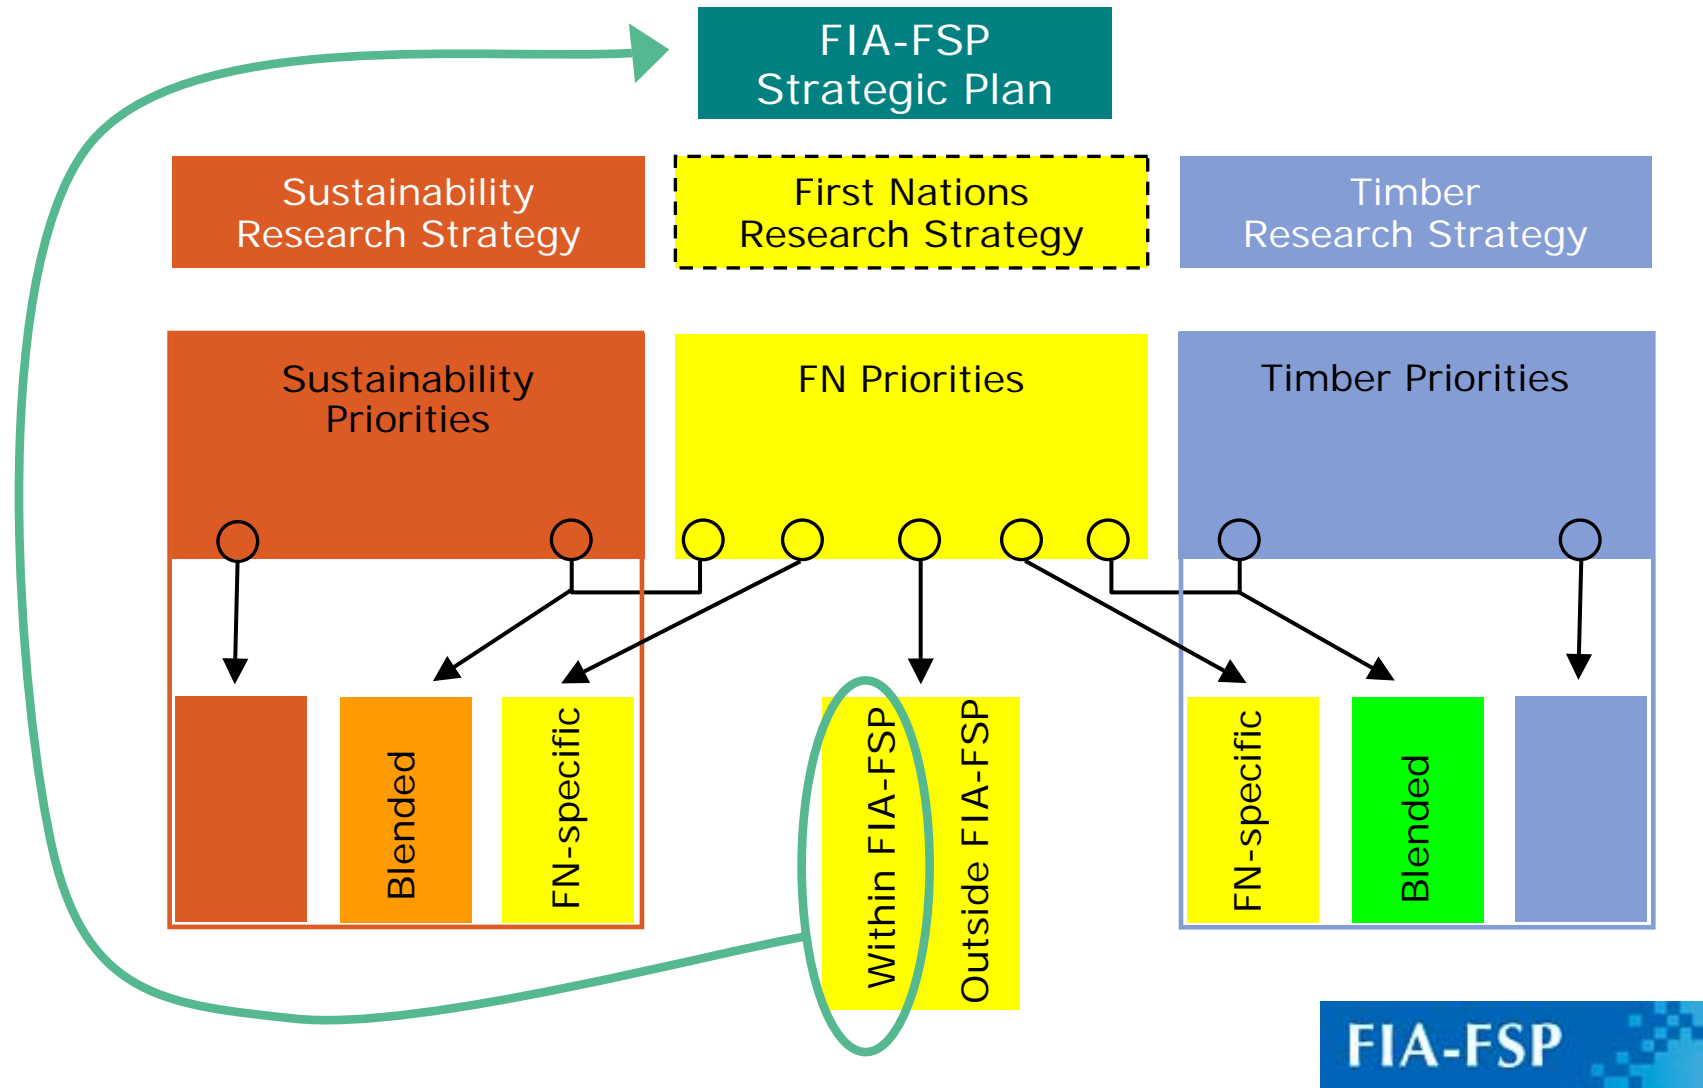 FIA-FSP
Strategic Plan
Sustainability
Research Strategy
First Nations
Research Strategy
Timber
Research Strategy
Sustainability
Priorities
FN Priorities
Timber Priorities
Blended
FN-specific
Within FIA-FSP
Outside FIA-FSP
FN-specific
Blended
FIA-FSP